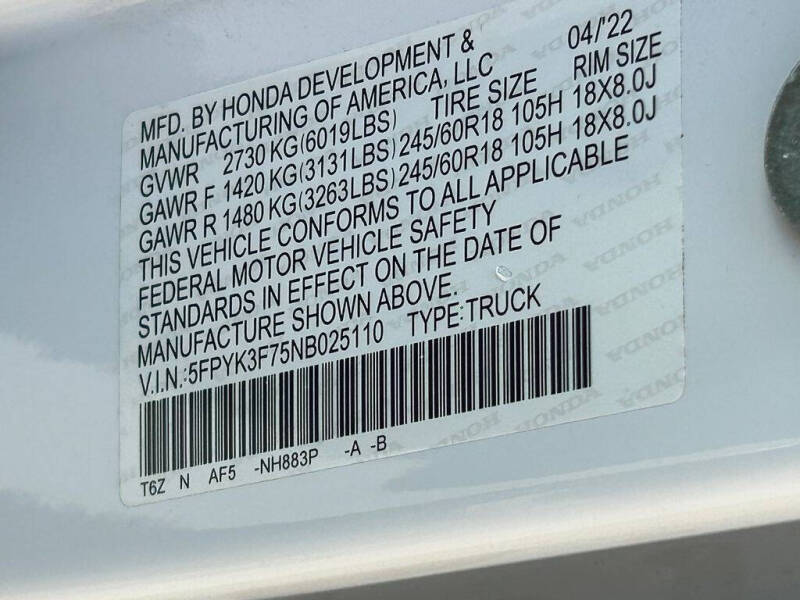 MFD. BY HONDA DEVELOPMENT & 04/'22
MANUFACTURING OF AMERICA, LLC
GVWR 2730 KG(6019LBS) TIRE SIZE RIM SIZE
GAWR F 1420 KG(3131LBS) 245/60R18 105H 18X8.0J
GAWR R 1480 KG(3263LBS) 245/60R18 105H 18X8.0J
THIS VEHICLE CONFORMS TO ALL APPLICABLE
FEDERAL MOTOR VEHICLE SAFETY
STANDARDS IN EFFECT ON THE DATE OF
MANUFACTURE SHOWN ABOVE.
V.I.N.:5FPYK3F75NB025110 TYPE:TRUCK
T6Z N AF5 -NH883P -A -B
HONDA